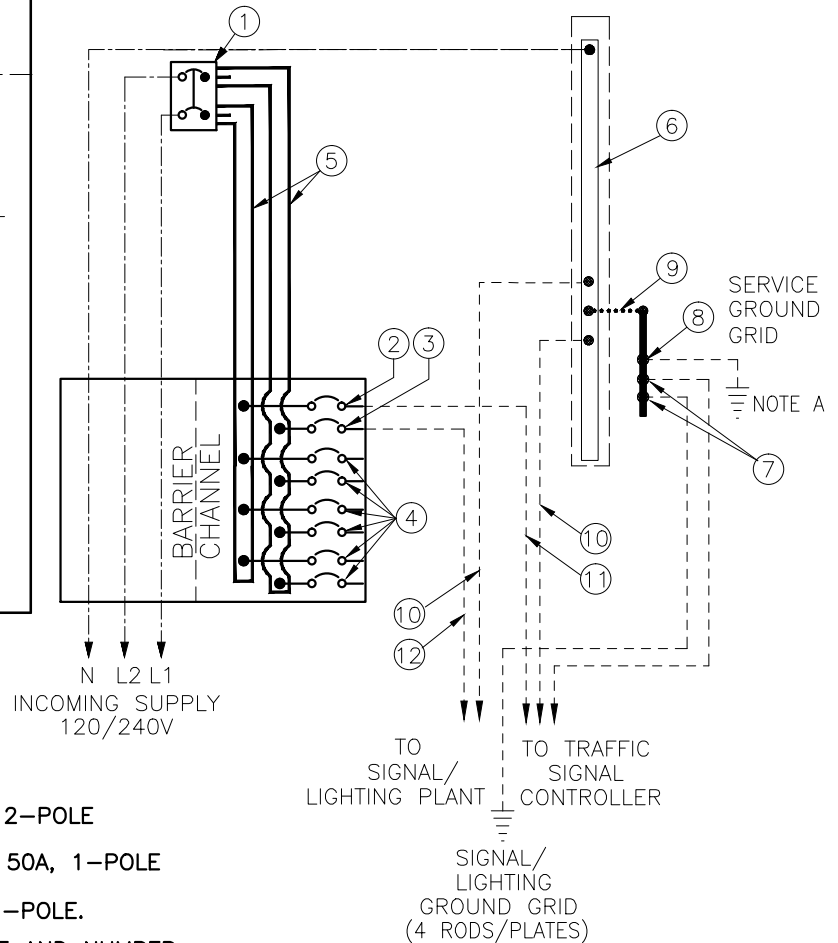 1
6
5
9
SERVICE
GROUND
GRID
8
2
3
NOTE A
BARRIER
CHANNEL
7
4
10
11
10
12
N L2 L1
INCOMING SUPPLY
120/240V
TO
SIGNAL/
LIGHTING PLANT
TO TRAFFIC
SIGNAL
CONTROLLER
2-POLE
50A, 1-POLE
-POLE.
SIGNAL/
LIGHTING
GROUND GRID
(4 RODS/PLATES)
AND NUMBER